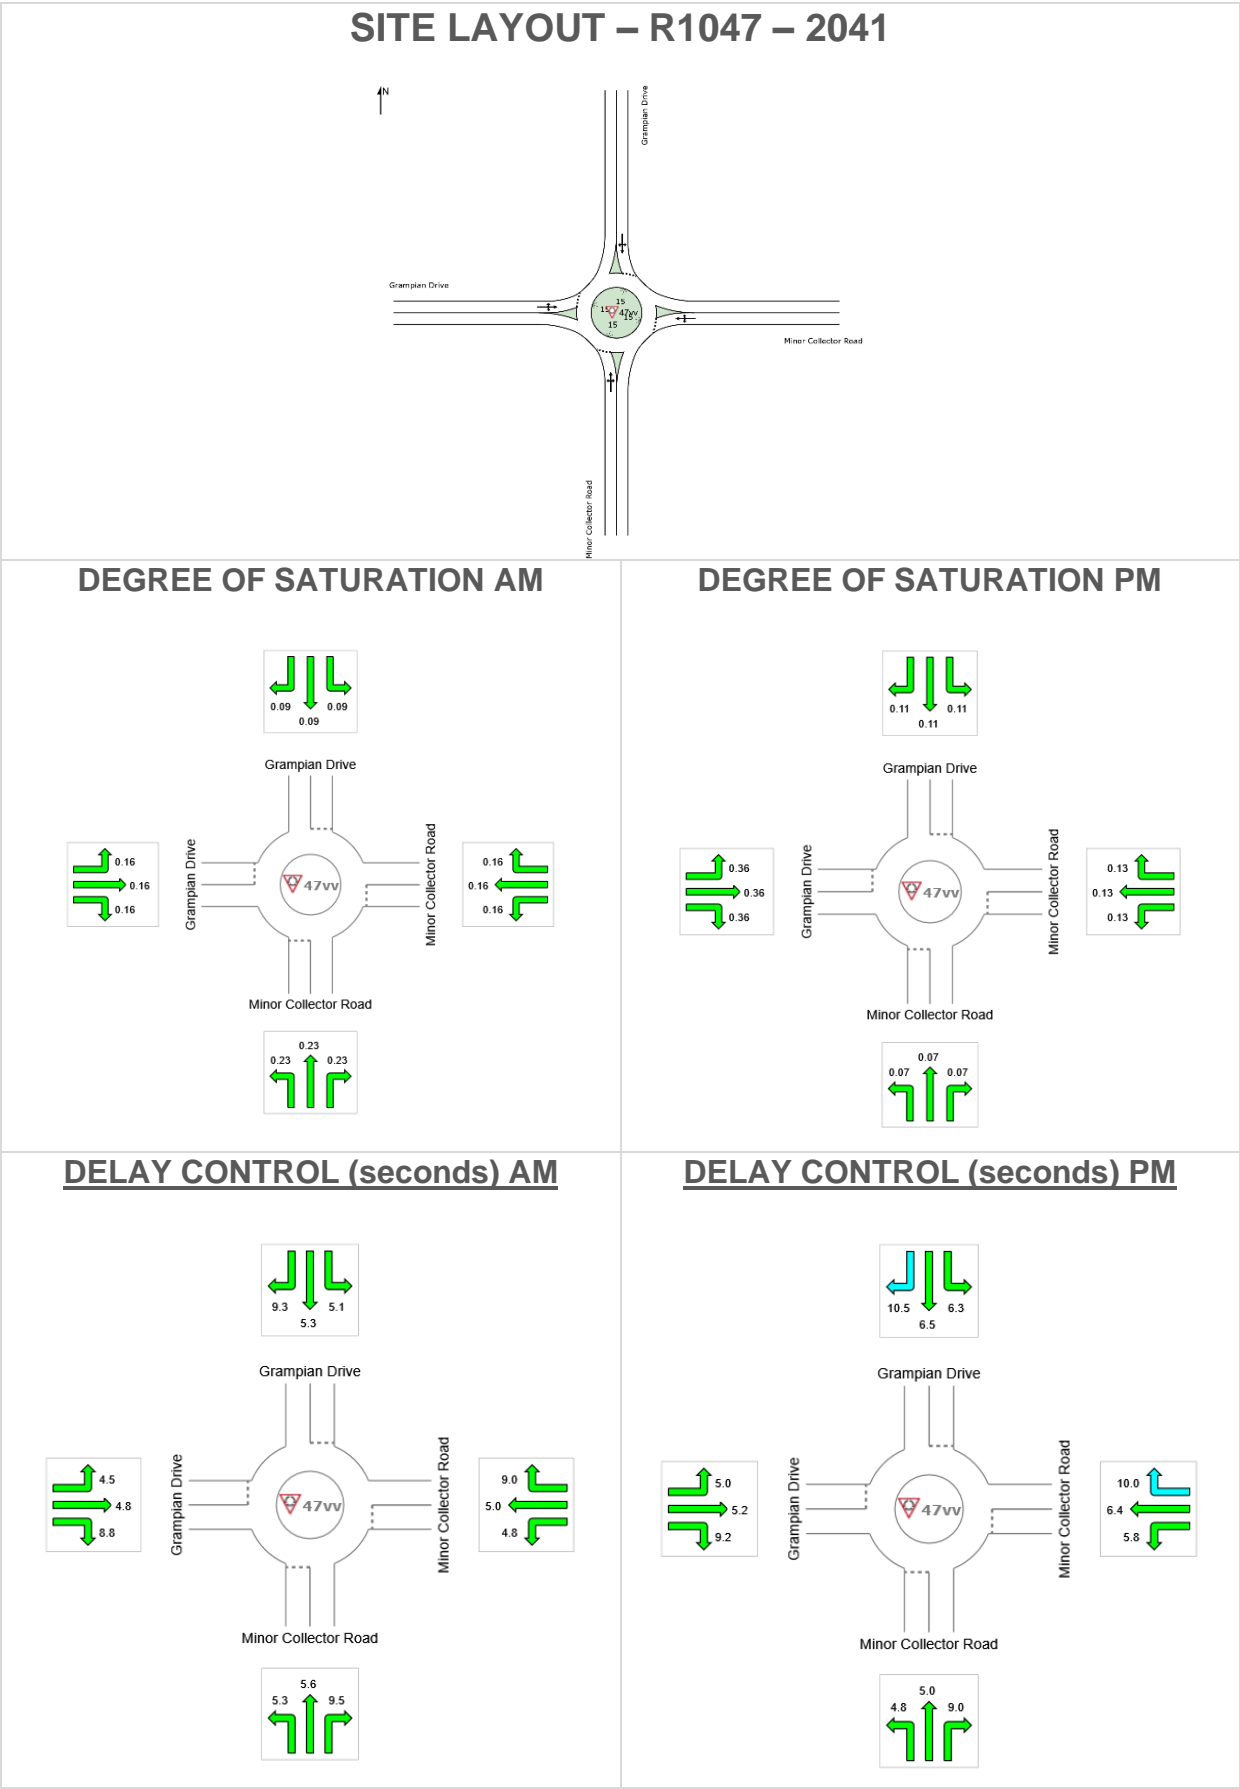 SITE LAYOUT – R1047 – 2041
N
Grampian Drive
Grampian Drive
15
15
47vv
15
15
Minor Collector Road
Minor Collector Road
DEGREE OF SATURATION AM
0.09
0.09
0.09
Grampian Drive
0.16
0.16
0.16
Grampian Drive
47vv
Minor Collector Road
0.16
0.16
0.16
Minor Collector Road
0.23
0.23
0.23
DEGREE OF SATURATION PM
0.11
0.11
0.11
Grampian Drive
0.36
0.36
0.36
Grampian Drive
47vv
Minor Collector Road
0.13
0.13
0.13
Minor Collector Road
0.07
0.07
0.07
DELAY CONTROL (seconds) AM
9.3
5.1
5.3
Grampian Drive
4.5
4.8
8.8
Grampian Drive
47vv
Minor Collector Road
9.0
5.0
4.8
Minor Collector Road
5.6
5.3
9.5
DELAY CONTROL (seconds) PM
10.5
6.3
6.5
Grampian Drive
5.0
5.2
9.2
Grampian Drive
47vv
Minor Collector Road
10.0
6.4
5.8
Minor Collector Road
5.0
4.8
9.0